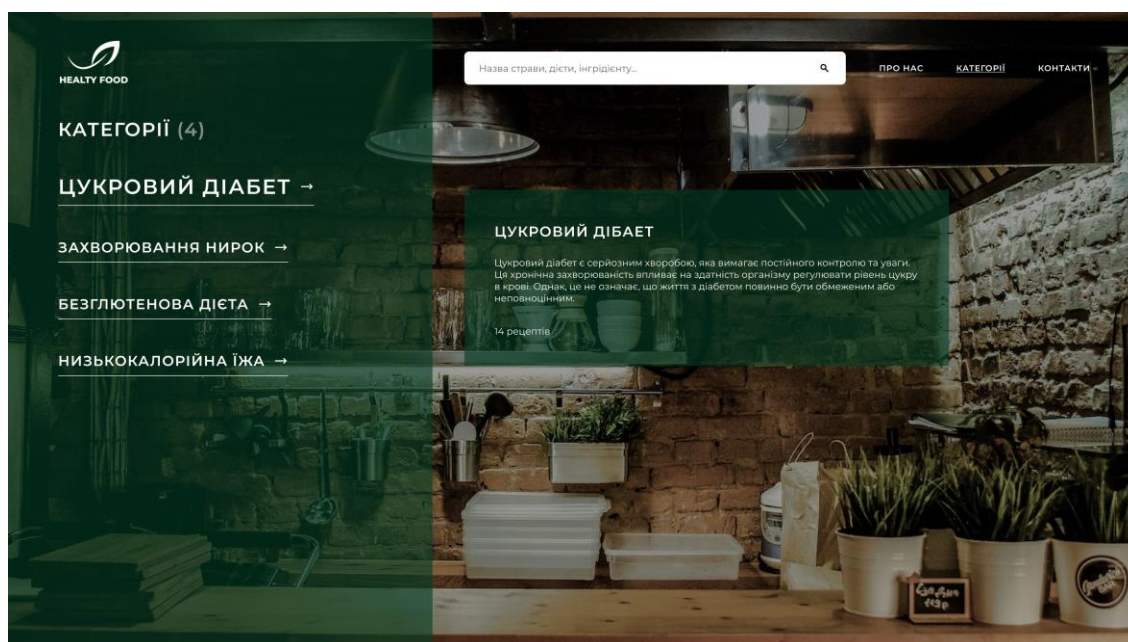 HEALTY FOOD
Назва страви, дієти, інгрідієнту...
ПРО НАС
КАТЕГОРІЇ
КОНТАКТИ
КАТЕГОРІЇ (4)
ЦУКРОВИЙ ДІАБЕТ →
ЗАХВОРЮВАННЯ НИРОК →
БЕЗГЛЮТЕНОВА ДІЄТА →
НИЗЬКОКАЛОРІЙНА ЇЖА →
ЦУКРОВИЙ ДІБАЕТ
Цукровий діабет є серйозним хворобою, яка вимагає постійного контролю та уваги.
Ця хронічна захворюваність впливає на здатність організму регулювати рівень цукру
в крові. Однак, це не означає, що життя з діабетом повинно бути обмеженим або
неповноцінним.
14 рецептів